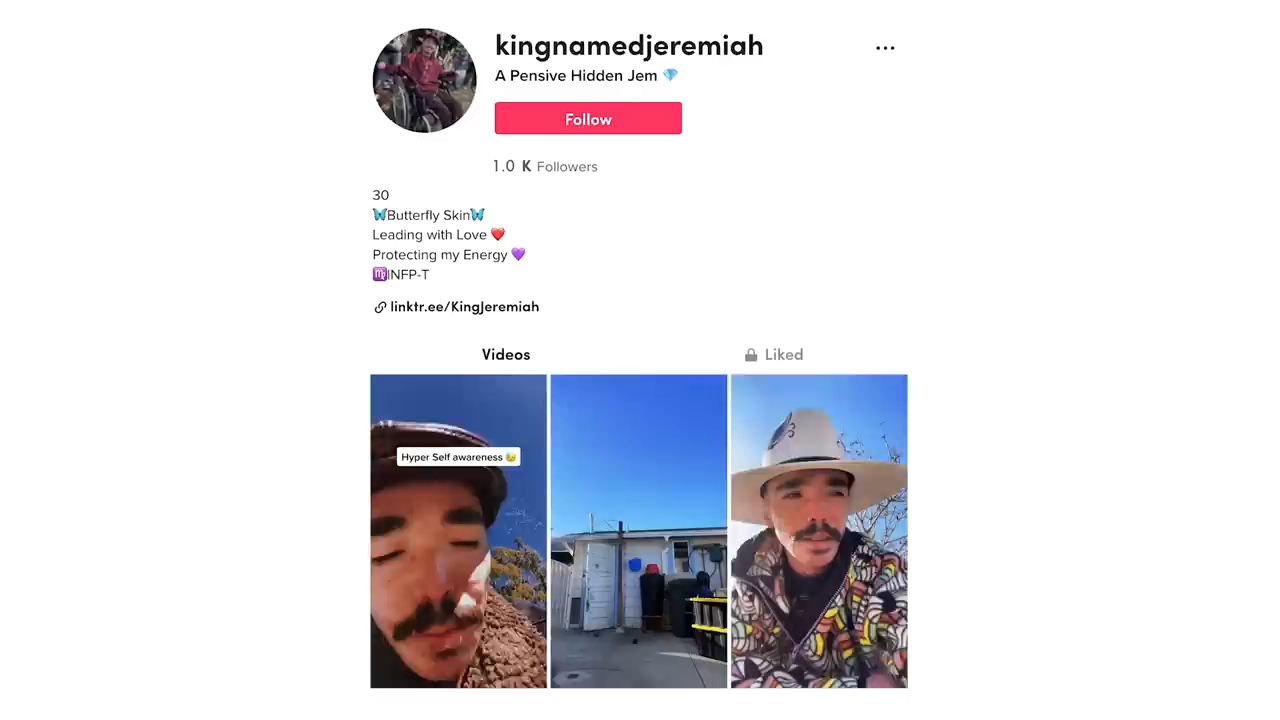 kingnamedjeremiah
...
A Pensive Hidden Jem 💎
Follow
1.0 K Followers
30
🦋Butterfly Skin🦋
Leading with Love ❤️
Protecting my Energy 💜
♍INFP-T
linktr.ee/KingJeremiah
Videos
Liked
Hyper Self awareness 😥